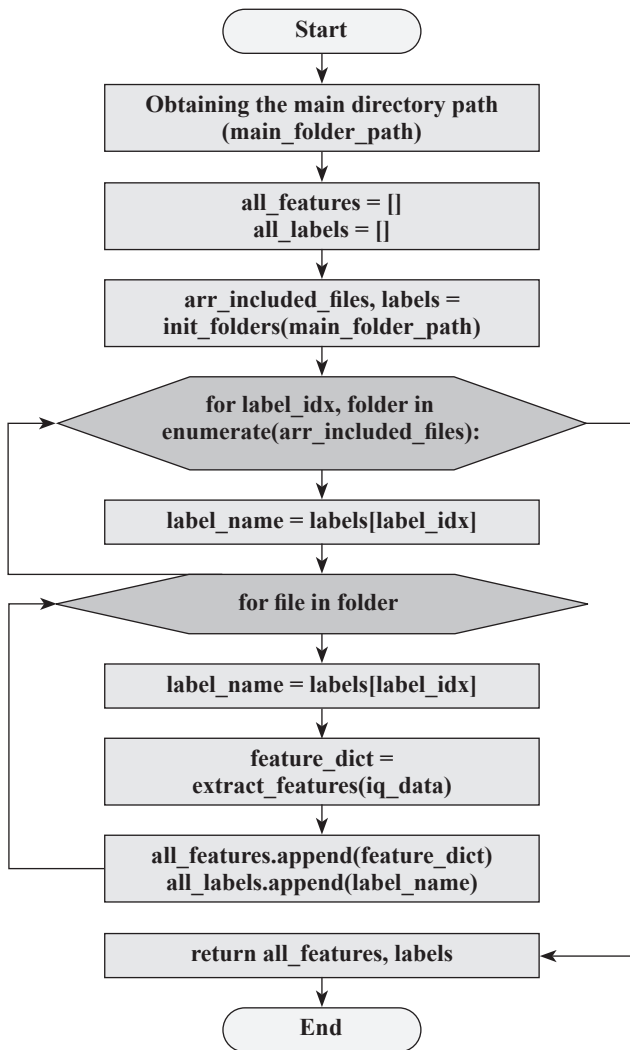 Start
Obtaining the main directory path
(main_folder_path)
all_features = []
all_labels = []
arr_included_files, labels =
init_folders(main_folder_path)
for label_idx, folder in
enumerate(arr_included_files):
label_name = labels[label_idx]
for file in folder
label_name = labels[label_idx]
feature_dict =
extract_features(iq_data)
all_features.append(feature_dict)
all_labels.append(label_name)
return all_features, labels
End